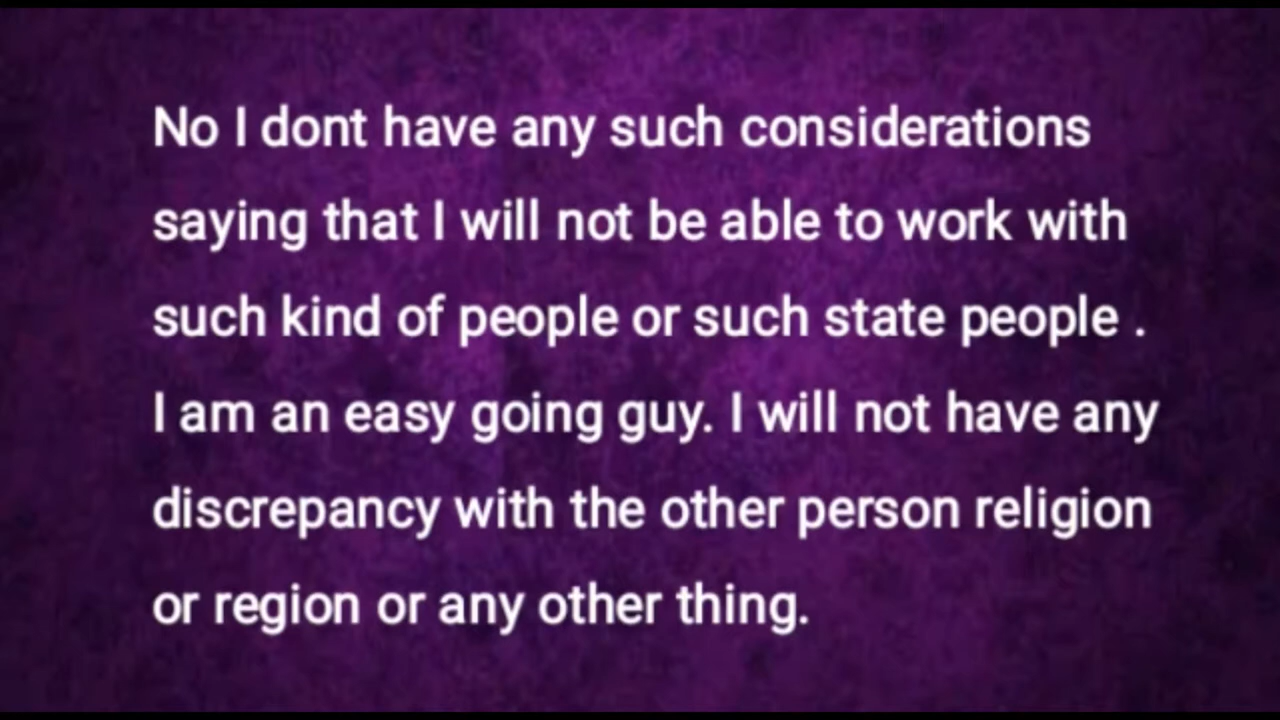 No I dont have any such considerations
saying that I will not be able to work with
such kind of people or such state people .
I am an easy going guy. I will not have any
discrepancy with the other person religion
or region or any other thing.